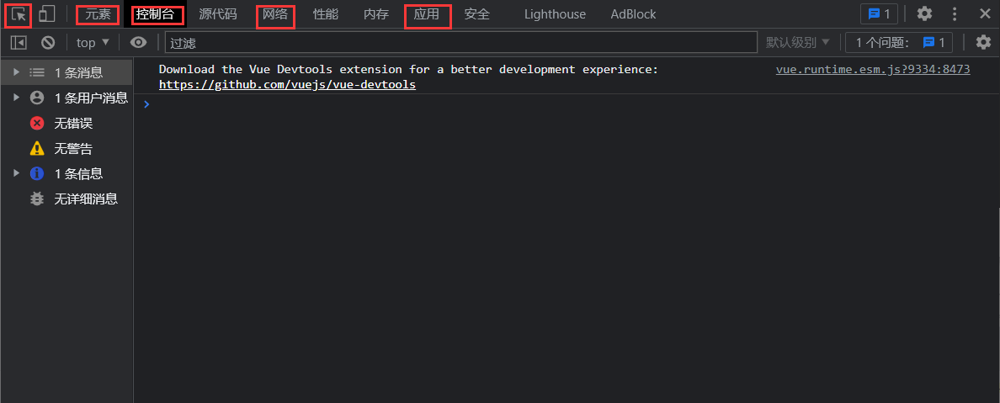 元素 控制台 源代码 网络 性能 内存 应用 安全 Lighthouse AdBlock 1
top 过滤 默认级别 1 个问题: 1
1 条消息
1 条用户消息
无错误
无警告
1 条信息
无详细消息
Download the Vue Devtools extension for a better development experience: vue.runtime.esm.js?9334:8473
https://github.com/vuejs/vue-devtools
>